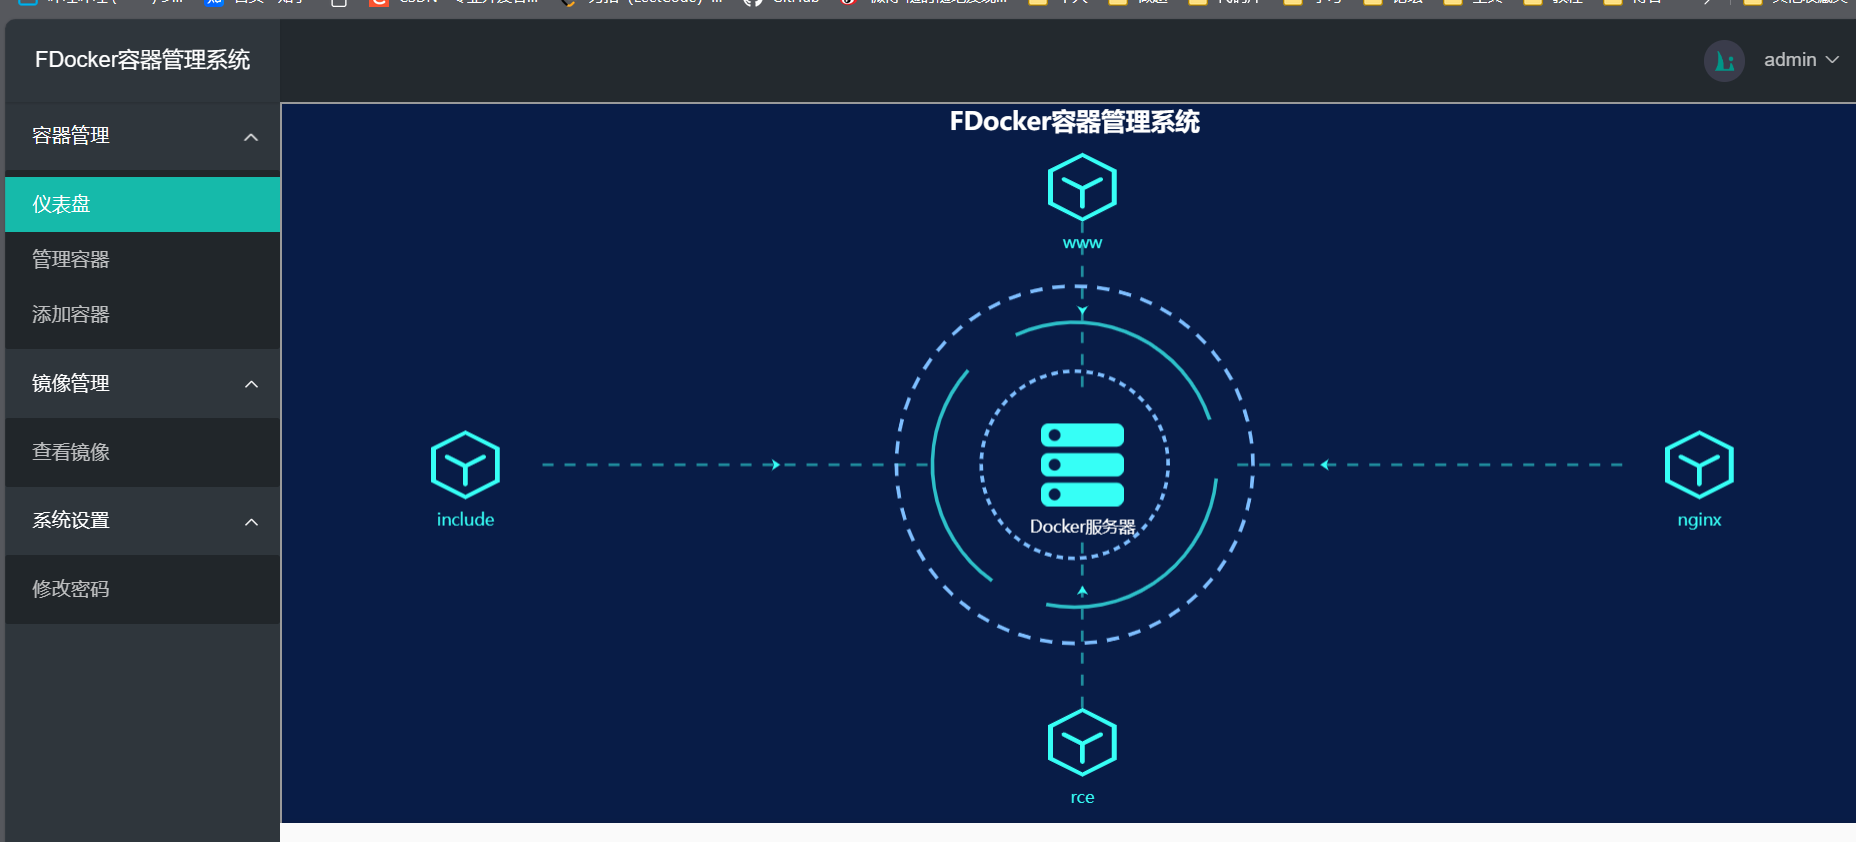 FDocker容器管理系统
admin
容器管理
仪表盘
管理容器
添加容器
镜像管理
查看镜像
系统设置
修改密码
FDocker容器管理系统
www
include
Docker服务器
nginx
rce